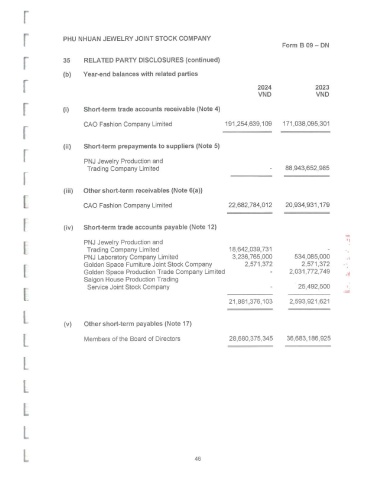 PHU NHUAN JEWELRY JOINT STOCK COMPANY
Form B 09 – DN
35 RELATED PARTY DISCLOSURES (continued)
(b) Year-end balances with related parties
2024 2023
VND VND
(i) Short-term trade accounts receivable (Note 4)
CAO Fashion Company Limited 191,254,639,109 171,038,095,301
(ii) Short-term prepayments to suppliers (Note 5)
PNJ Jewelry Production and
Trading Company Limited - 86,943,652,985
(iii) Other short-term receivables (Note 6(a))
CAO Fashion Company Limited 22,682,784,012 20,934,931,179
(iv) Short-term trade accounts payable (Note 12)
PNJ Jewelry Production and
Trading Company Limited 18,642,039,731 -
PNJ Laboratory Company Limited 3,236,765,000 534,085,000
Golden Space Furniture Joint Stock Company 2,571,372 2,571,372
Golden Space Production Trade Company Limited - 2,031,772,749
Saigon House Production Trading
Service Joint Stock Company - 25,492,500
21,881,376,103 2,593,921,621
(v) Other short-term payables (Note 17)
Members of the Board of Directors 26,680,375,345 36,683,186,925
46